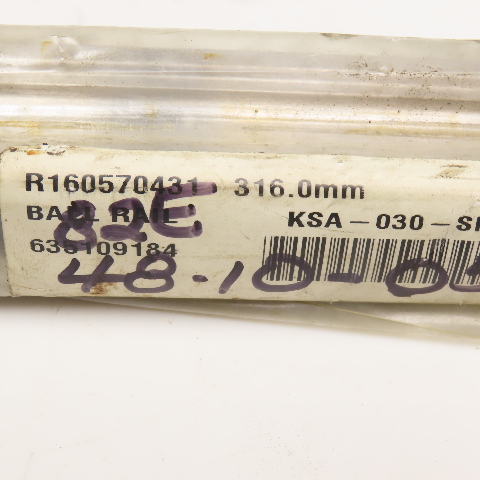 R160570431 316.0mm
BALL RAIL KSA-030-S
82E
636109184
48.10-0